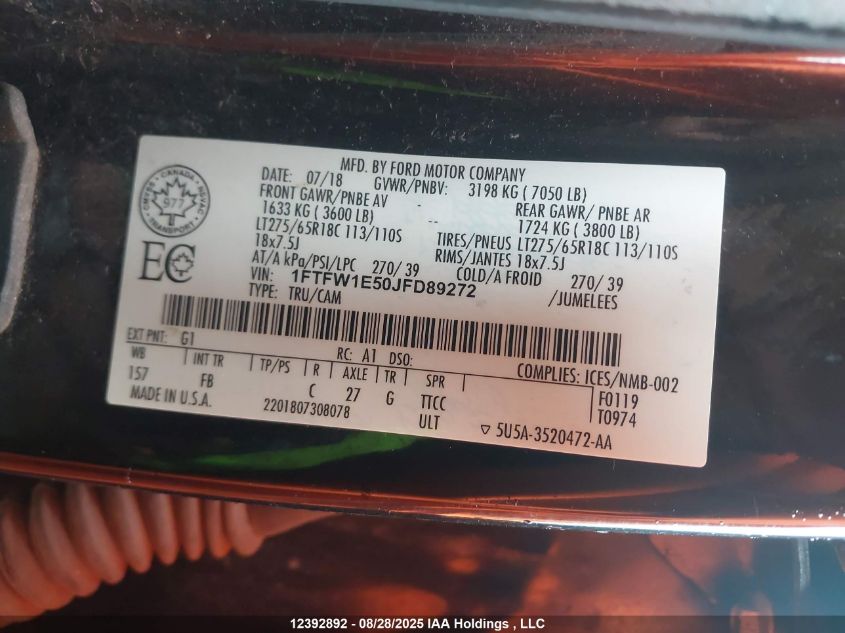 MFD. BY FORD MOTOR COMPANY
DATE: 07/18 GVWR/PNBV: 3198 KG ( 7050 LB)
FRONT GAWR/PNBE AV REAR GAWR/ PNBE AR
1633 KG ( 3600 LB) 1724 KG ( 3800 LB)
LT275/65R18C 113/110S TIRES/PNEUS LT275/65R18C 113/110S
18x7.5J RIMS/JANTES 18x7.5J
AT/A kPa/PSI/LPC 270/ 39 COLD/A FROID 270/ 39
VIN: 1FTFW1E50JFD89272 /JUMELEES
TYPE: TRU/CAM
CMVSS - CANADA - NSVAC
977
TRANSPORT
EC
EXT PNT: G1 RC: A1 DSO: COMPLIES: ICES/NMB-002
WB INT TR TP/PS R AXLE TR SPR F0119
157 FB C 27 G TTCC T0974
MADE IN U.S.A. 2201807308078 ULT ▽ 5U5A-3520472-AA
12392892 - 08/28/2025 IAA Holdings , LLC